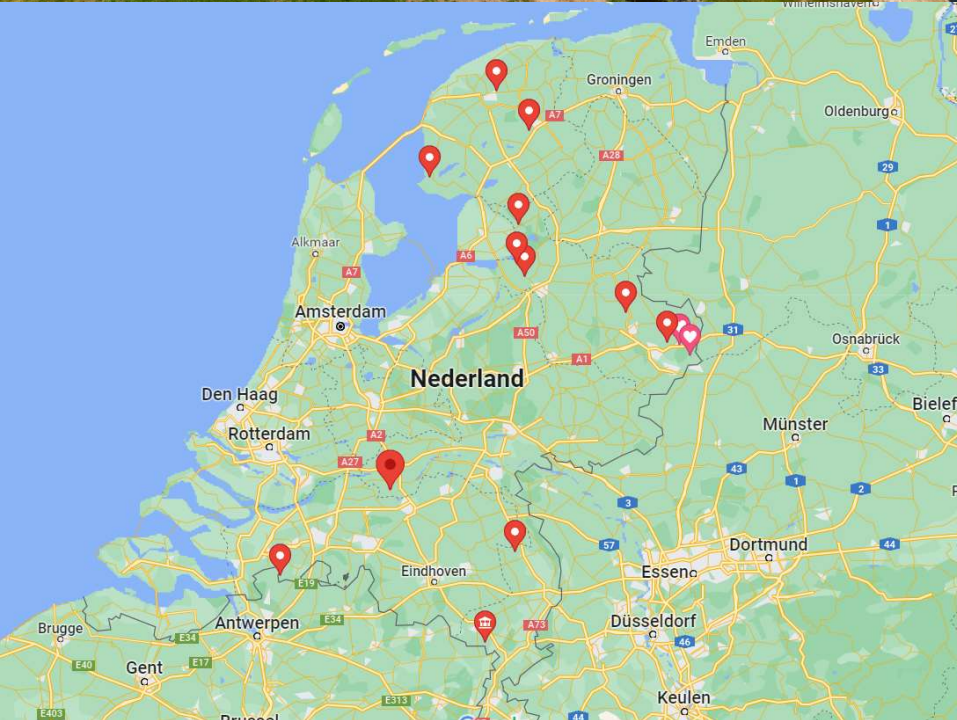 Wilhelmshaven
Emden
Groningen
Oldenburg
A7
A28
29
1
Alkmaar
A6
A7
Amsterdam
A50
31
Osnabrück
A1
33
Nederland
Den Haag
Bielef
Rotterdam
A2
Münster
A27
43
1
2
3
57
Dortmund
44
Eindhoven
Essen
E19
Antwerpen
E34
A73
Düsseldorf
Brugge
E34
46
E40
E17
Gent
Keulen
E313
E403
44